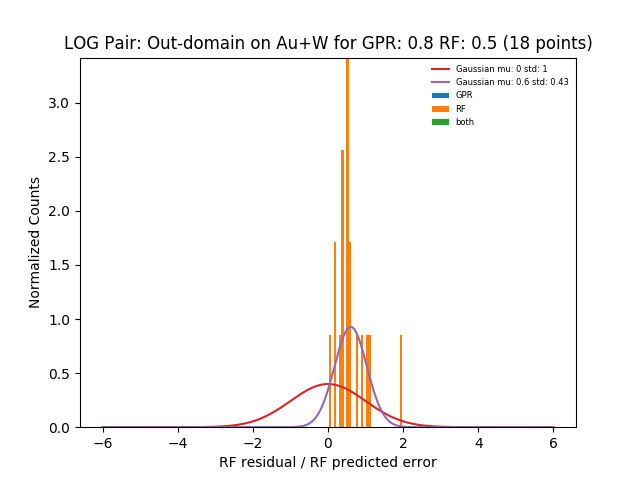 LOG Pair: Out-domain on Au+W for GPR: 0.8 RF: 0.5 (18 points)
Gaussian mu: 0 std: 1
Gaussian mu: 0.6 std: 0.43
GPR
RF
both
Normalized Counts
3.0
2.5
2.0
1.5
1.0
0.5
0.0
−6 −4 −2 0 2 4 6
RF residual / RF predicted error